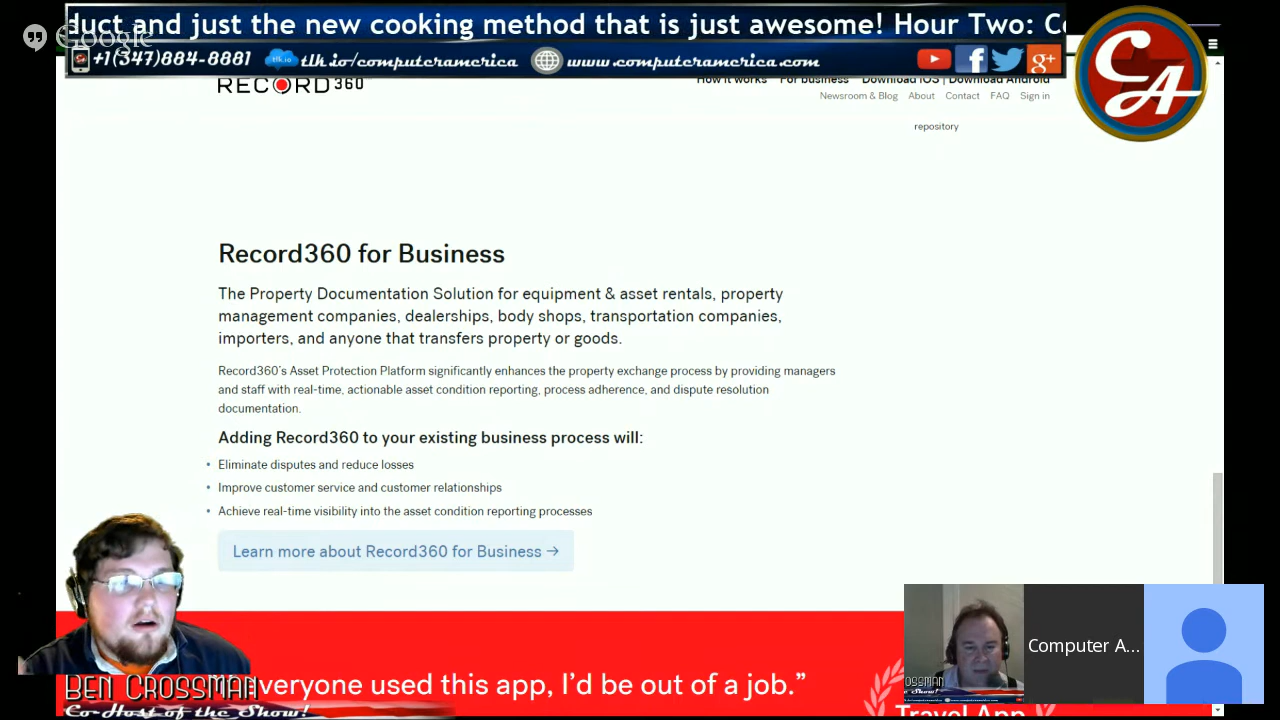 duct and just the new cooking method that is just awesome! Hour Two: Co
Google
+1(347)884-8881 tlk.io/computeramerica www.computeramerica.com
CA
RECORD360
How it works For business Download iOS | Download Android
Newsroom & Blog About Contact FAQ Sign in
repository
Record360 for Business
The Property Documentation Solution for equipment & asset rentals, property
management companies, dealerships, body shops, transportation companies,
importers, and anyone that transfers property or goods.
Record360's Asset Protection Platform significantly enhances the property exchange process by providing managers
and staff with real-time, actionable asset condition reporting, process adherence, and dispute resolution
documentation.
Adding Record360 to your existing business process will:
• Eliminate disputes and reduce losses
• Improve customer service and customer relationships
• Achieve real-time visibility into the asset condition reporting processes
Learn more about Record360 for Business →
Computer A...
CROSSMAN
BEN CROSSMAN
everyone used this app, I'd be out of a job.”
Co-Host of the Show!
Travel App